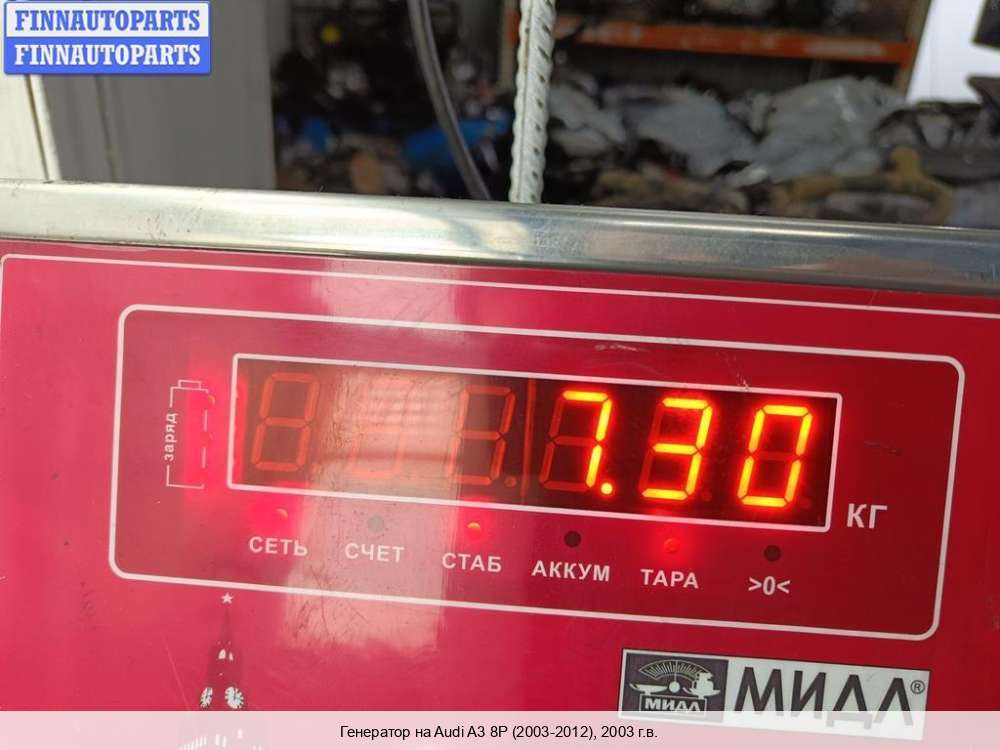 FINNAUTOPARTS
FINNAUTOPARTS
заряд
7.30
КГ
СЕТЬ СЧЕТ СТАБ АККУМ ТАРА >0<
МИДЛ МИДЛ®
Генератор на Audi A3 8P (2003-2012), 2003 г.в.